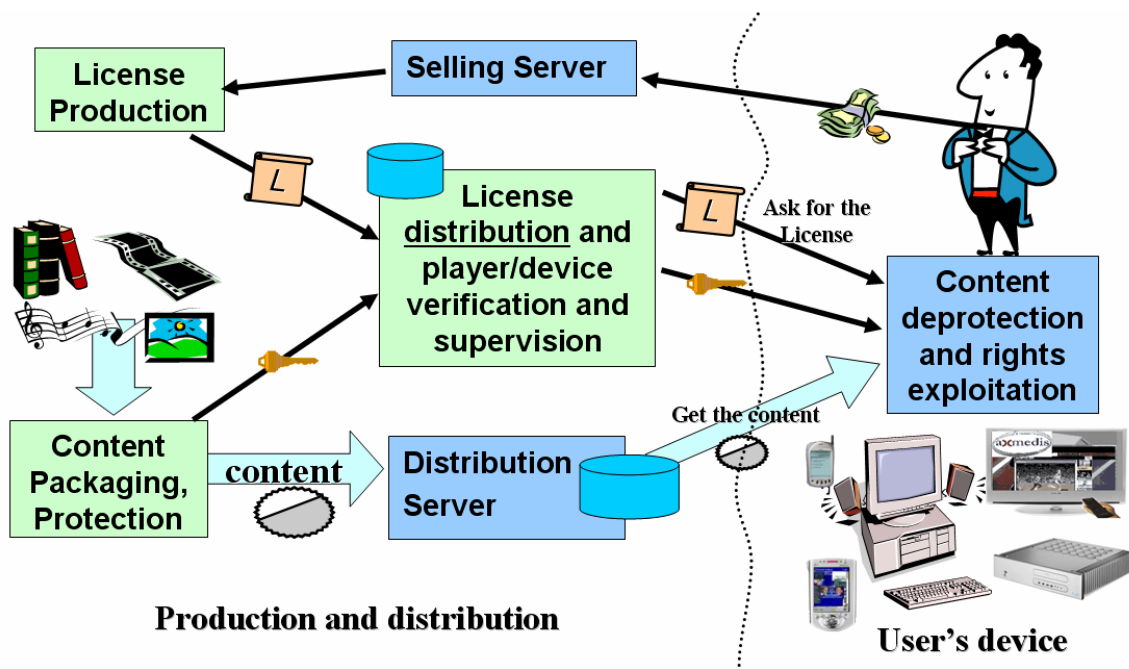 License
Production
Selling Server
L
License
distribution and
player/device
verification and
supervision
L
Ask for the
License
Content
deprotection
and rights
exploitation
Content
Packaging,
Protection
content
Distribution
Server
Get the content
axmedis
Production and distribution
User's device